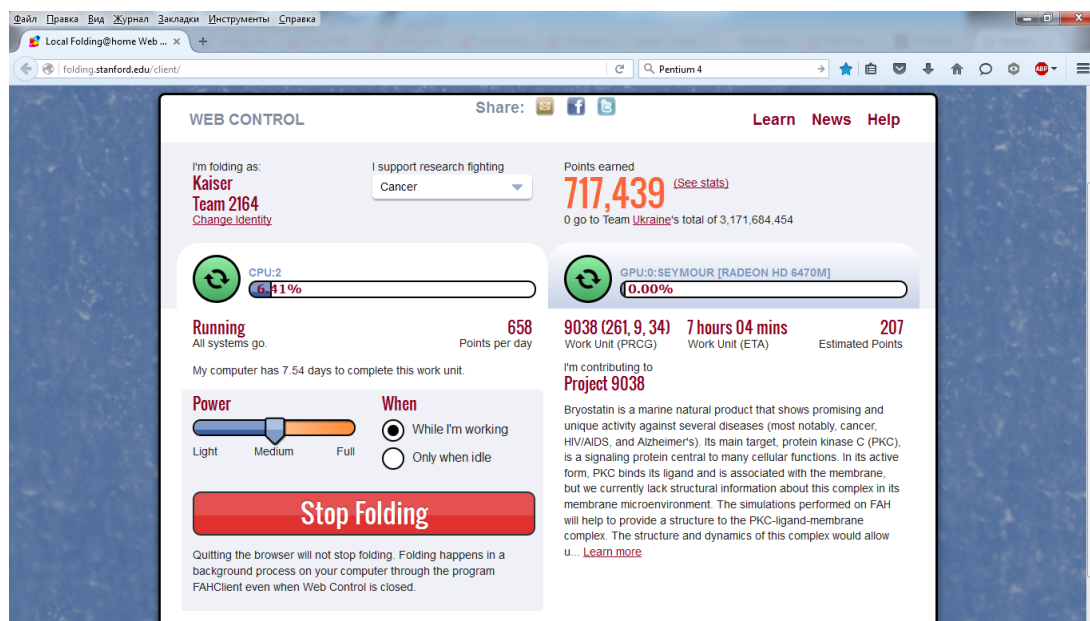 Файл Правка Вид Журнал Закладки Инструменты Справка
Local Folding@home Web ... × +
folding.stanford.edu/client/
Pentium 4
ABP
WEB CONTROL
Share:
Learn News Help
I'm folding as:
Kaiser
Team 2164
Change Identity
I support research fighting
Cancer
Points earned
717,439 (See stats)
0 go to Team Ukraine's total of 3,171,684,454
CPU:2
6.41%
GPU:0:SEYMOUR [RADEON HD 6470M]
0.00%
Running
All systems go.
658
Points per day
My computer has 7.54 days to complete this work unit.
Power
Light Medium Full
When
While I'm working
Only when idle
Stop Folding
Quitting the browser will not stop folding. Folding happens in a
background process on your computer through the program
FAHClient even when Web Control is closed.
9038 (261, 9, 34)
Work Unit (PRCG)
7 hours 04 mins
Work Unit (ETA)
207
Estimated Points
I'm contributing to
Project 9038
Bryostatin is a marine natural product that shows promising and
unique activity against several diseases (most notably, cancer,
HIV/AIDS, and Alzheimer's). Its main target, protein kinase C (PKC),
is a signaling protein central to many cellular functions. In its active
form, PKC binds its ligand and is associated with the membrane,
but we currently lack structural information about this complex in its
membrane microenvironment. The simulations performed on FAH
will help to provide a structure to the PKC-ligand-membrane
complex. The structure and dynamics of this complex would allow
u... Learn more